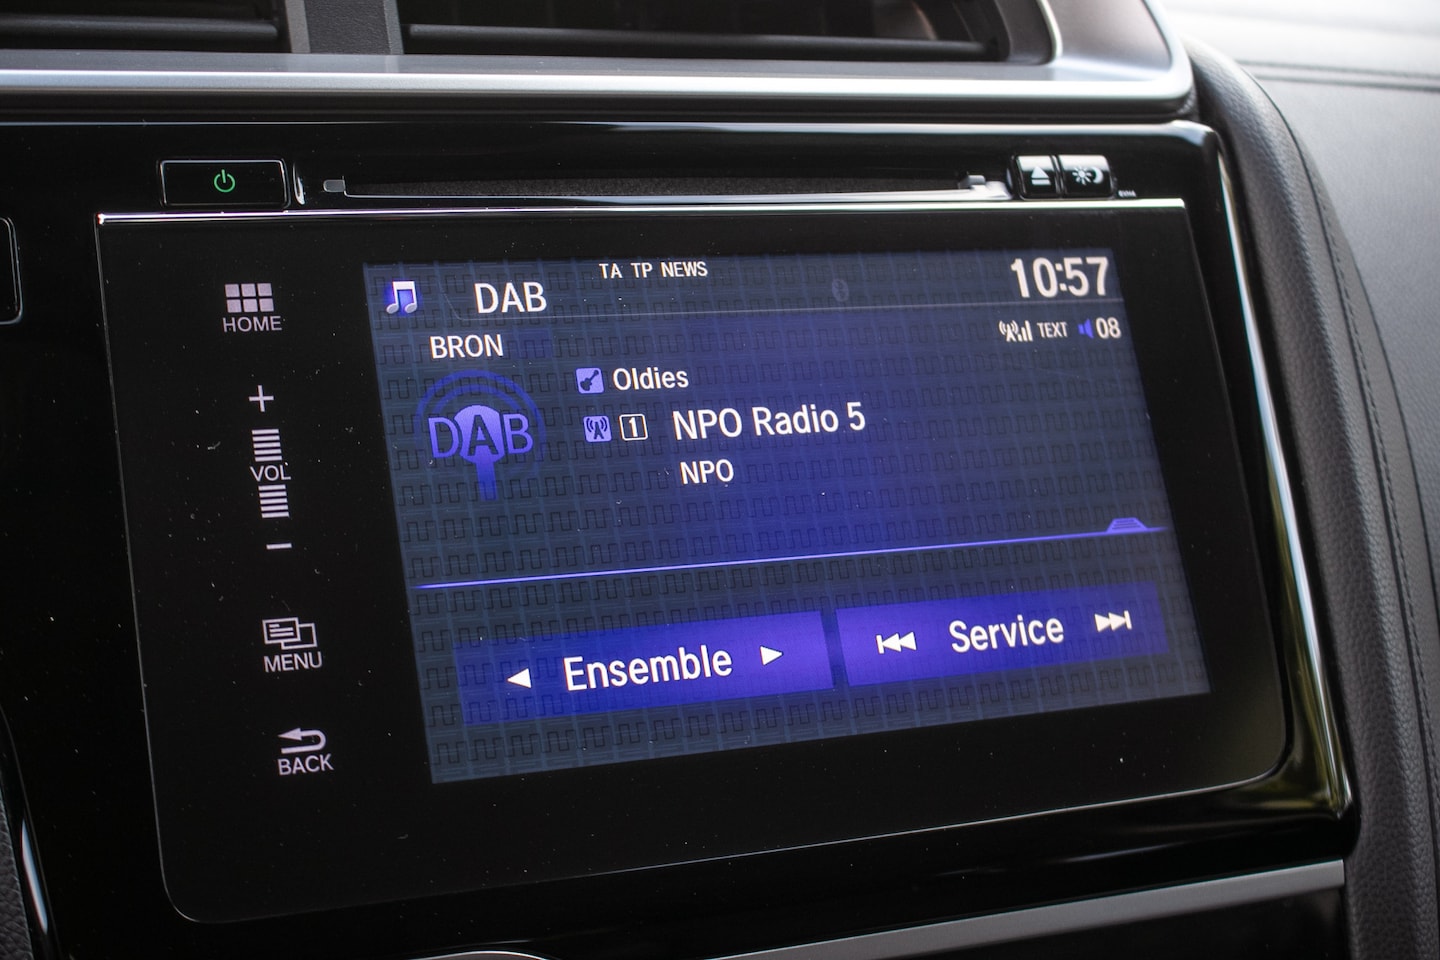 TA TP NEWS
DAB
10:57
BRON
TEXT 08
DAB
Oldies
1 NPO Radio 5
NPO
Ensemble
Service
HOME
+
VOL
-
MENU
BACK